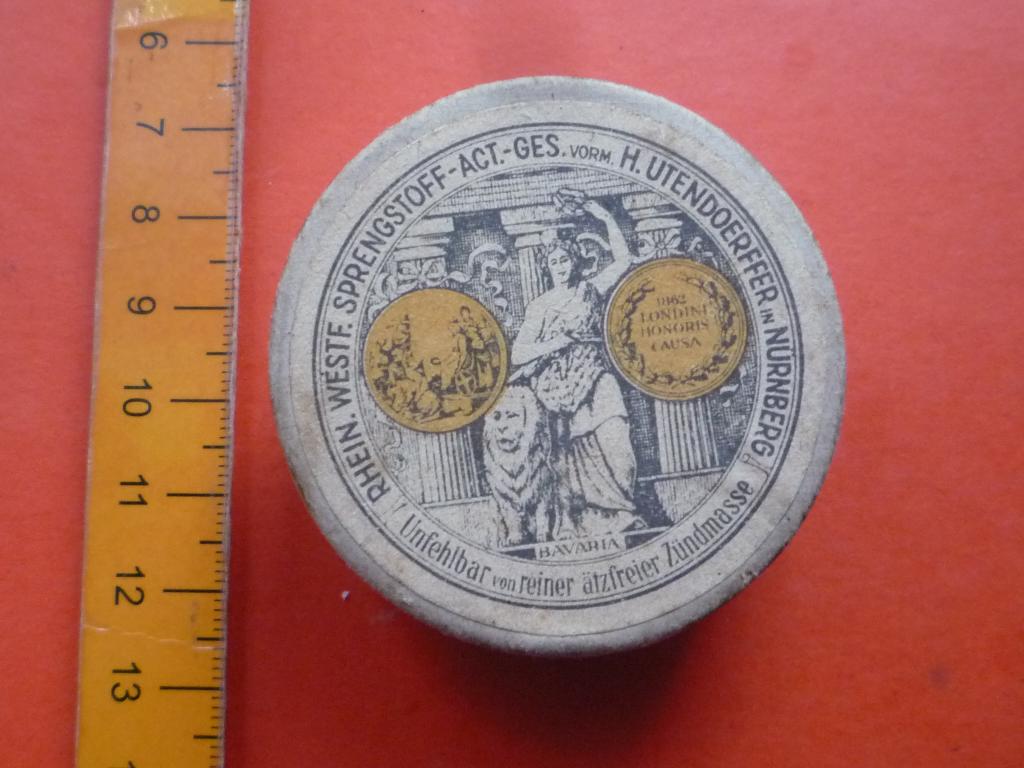 6
7
8
9
10
11
12
13
RHEIN. WESTF. SPRENGSTOFF-ACT.-GES. VORM. H. UTENDOERFFER IN NÜRNBERG
1862
LONDINI
HONORIS
CAUSA
BAVARIA
Unfehlbar von reiner ätzfreier Zündmasse